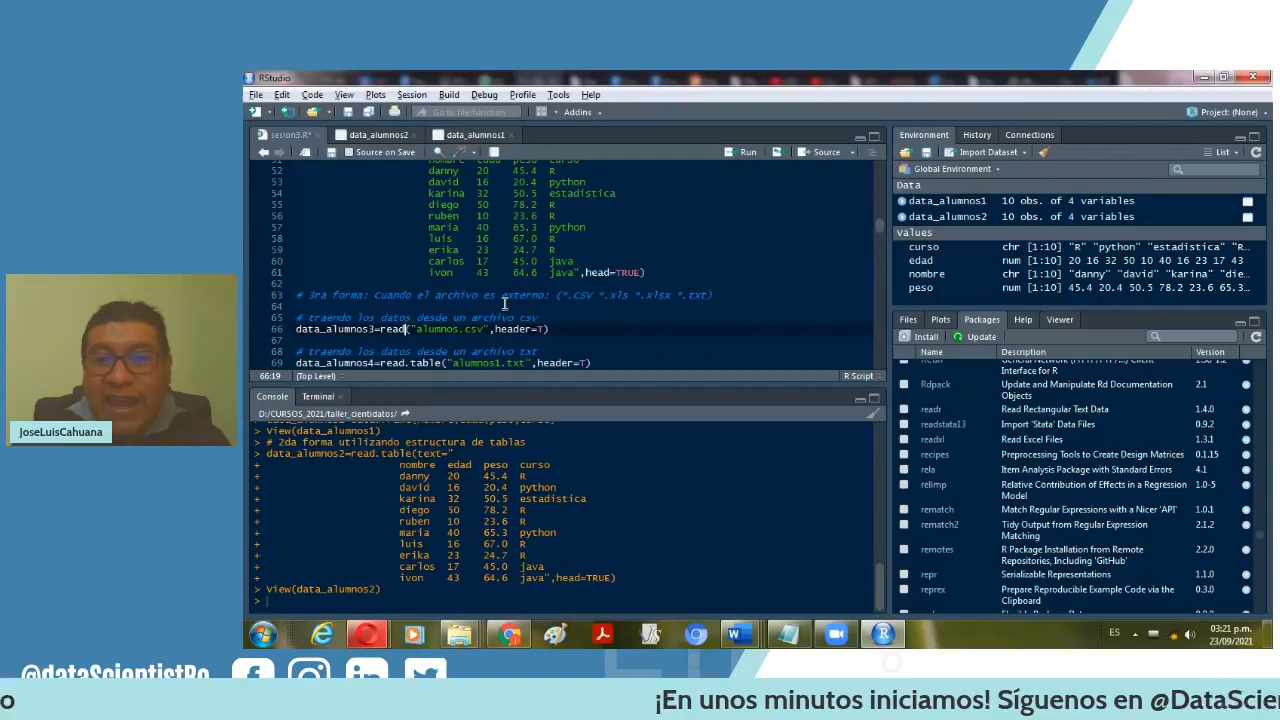 RStudio
File Edit Code View Plots Session Build Debug Profile Tools Help
Go to file/function
Addins
Project: (None)
sesion3.R*
data_alumnos2
data_alumnos1
Source on Save
Run
Source
52 danny 20 45.4 R
53 david 16 20.4 python
54 karina 32 50.5 estadistica
55 diego 50 78.2 R
56 ruben 10 23.6 R
57 maria 40 65.3 python
58 luis 16 67.0 R
59 erika 23 24.7 R
60 carlos 17 45.0 java
61 ivon 43 64.6 java",head=TRUE)
62
63 # 3ra forma: Cuando el archivo es externo: (*.CSV *.xls *.xlsx *.txt)
64
65 # traendo los datos desde un archivo csv
66 data_alumnos3=read("alumnos.csv",header=T)
67
68 # traendo los datos desde un archivo txt
69 data_alumnos4=read.table("alumnos1.txt",header=T)
66:19 (Top Level) R Script
Console Terminal
D:/CURSOS_2021/taller_cientidatos/
> View(data_alumnos1)
> # 2da forma utilizando estructura de tablas
> data_alumnos2=read.table(text="
+ nombre edad peso curso
+ danny 20 45.4 R
+ david 16 20.4 python
+ karina 32 50.5 estadistica
+ diego 50 78.2 R
+ ruben 10 23.6 R
+ maria 40 65.3 python
+ luis 16 67.0 R
+ erika 23 24.7 R
+ carlos 17 45.0 java
+ ivon 43 64.6 java",head=TRUE)
> View(data_alumnos2)
>
Environment History Connections
Import Dataset
List
Global Environment
Data
data_alumnos1 10 obs. of 4 variables
data_alumnos2 10 obs. of 4 variables
Values
curso chr [1:10] "R" "python" "estadistica" "R…
edad num [1:10] 20 16 32 50 10 40 16 23 17 43
nombre chr [1:10] "danny" "david" "karina" "die…
peso num [1:10] 45.4 20.4 50.5 78.2 23.6 65.3…
Files Plots Packages Help Viewer
Install Update
Name Description Version
Interface for R)
Rdpack Update and Manipulate Rd Documentation 2.1
Objects
readr Read Rectangular Text Data 1.4.0
readstata13 Import 'Stata' Data Files 0.9.2
readxl Read Excel Files 1.3.1
recipes Preprocessing Tools to Create Design Matrices 0.1.15
rela Item Analysis Package with Standard Errors 4.1
relimp Relative Contribution of Effects in a Regression 1.0-5
Model
rematch Match Regular Expressions with a Nicer 'API' 1.0.1
rematch2 Tidy Output from Regular Expression 2.1.2
Matching
remotes R Package Installation from Remote 2.2.0
Repositories, Including 'GitHub'
repr Serializable Representations 1.1.0
reprex Prepare Reproducible Example Code via the 0.3.0
Clipboard
JoseLuisCahuana
ES
03:21 p.m.
23/09/2021
@dataScientistRo
o ¡En unos minutos iniciamos! Síguenos en @DataScien